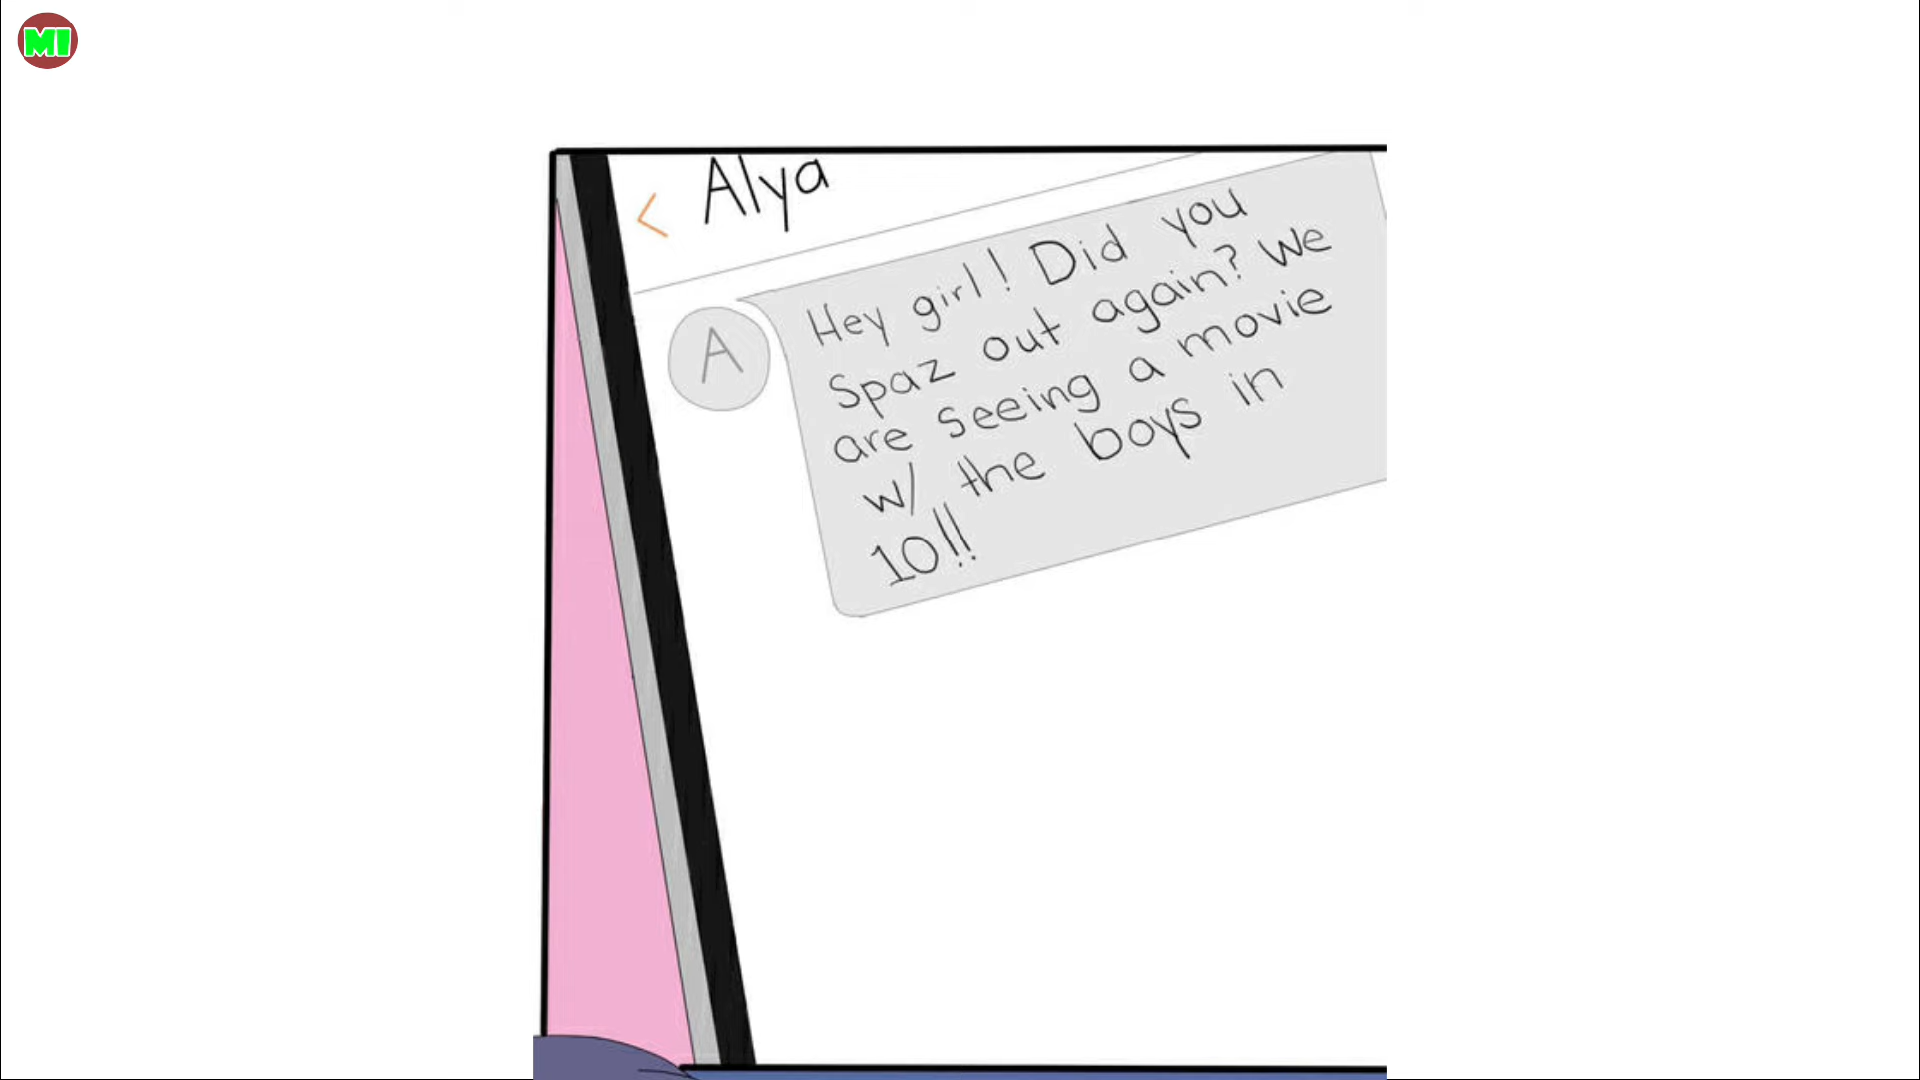 MI
< Alya
A
Hey girl! Did you
Spaz out again? We
are seeing a movie
w/ the boys in
10!!